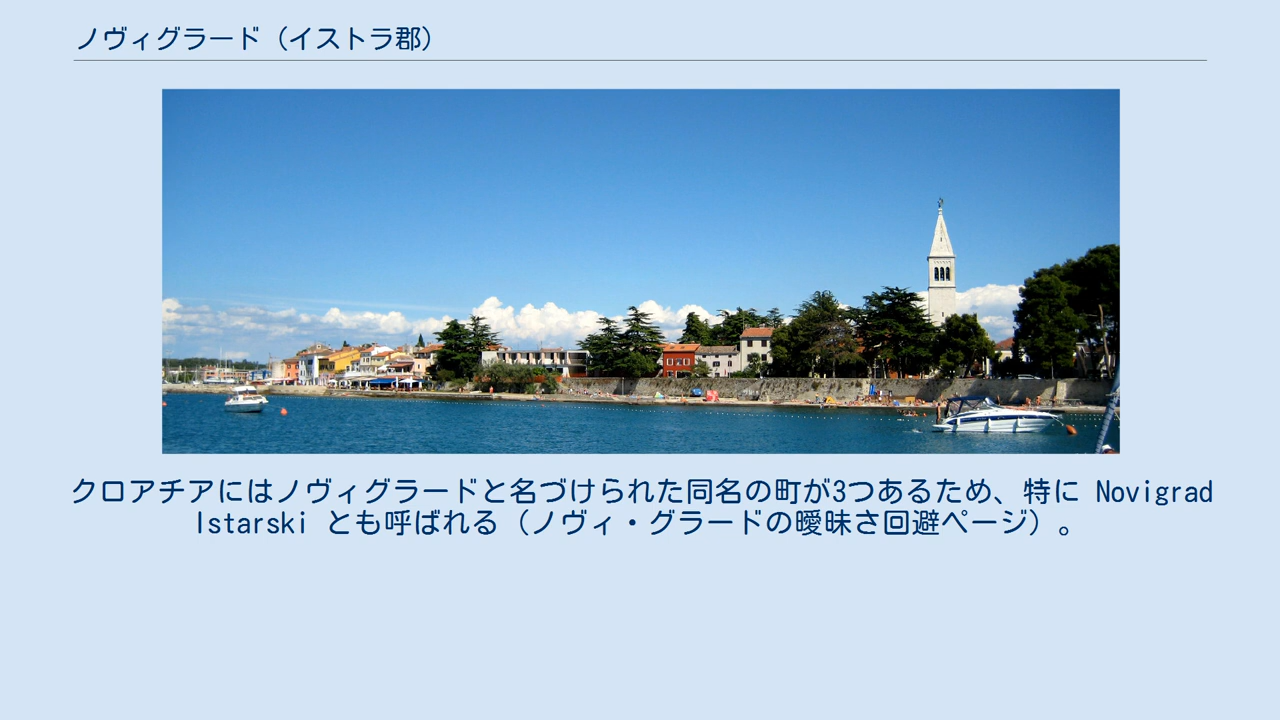 ノヴィグラード（イストラ郡）
クロアチアにはノヴィグラードと名づけられた同名の町が3つあるため、特に Novigrad
Istarski とも呼ばれる（ノヴィ・グラードの曖昧さ回避ページ）。